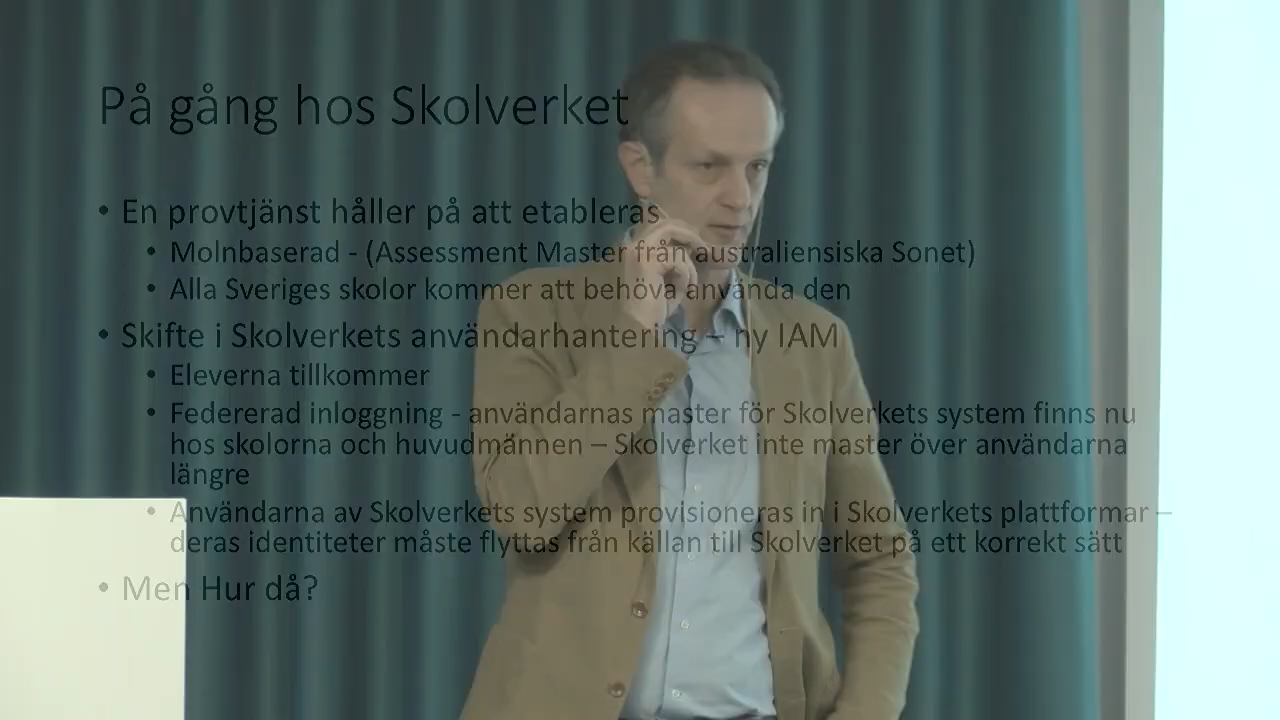 På gång hos Skolverket
• En provtjänst håller på att etableras
• Molnbaserad - (Assessment Master från australiensiska Sonet)
• Alla Sveriges skolor kommer att behöva använda den
• Skifte i Skolverkets användarhantering – ny IAM
• Eleverna tillkommer
• Federerad inloggning - användarnas master för Skolverkets system finns nu
hos skolorna och huvudmännen – Skolverket inte master över användarna
längre
• Användarna av Skolverkets system provisioneras in i Skolverkets plattformar –
deras identiteter måste flyttas från källan till Skolverket på ett korrekt sätt
• Men Hur då?